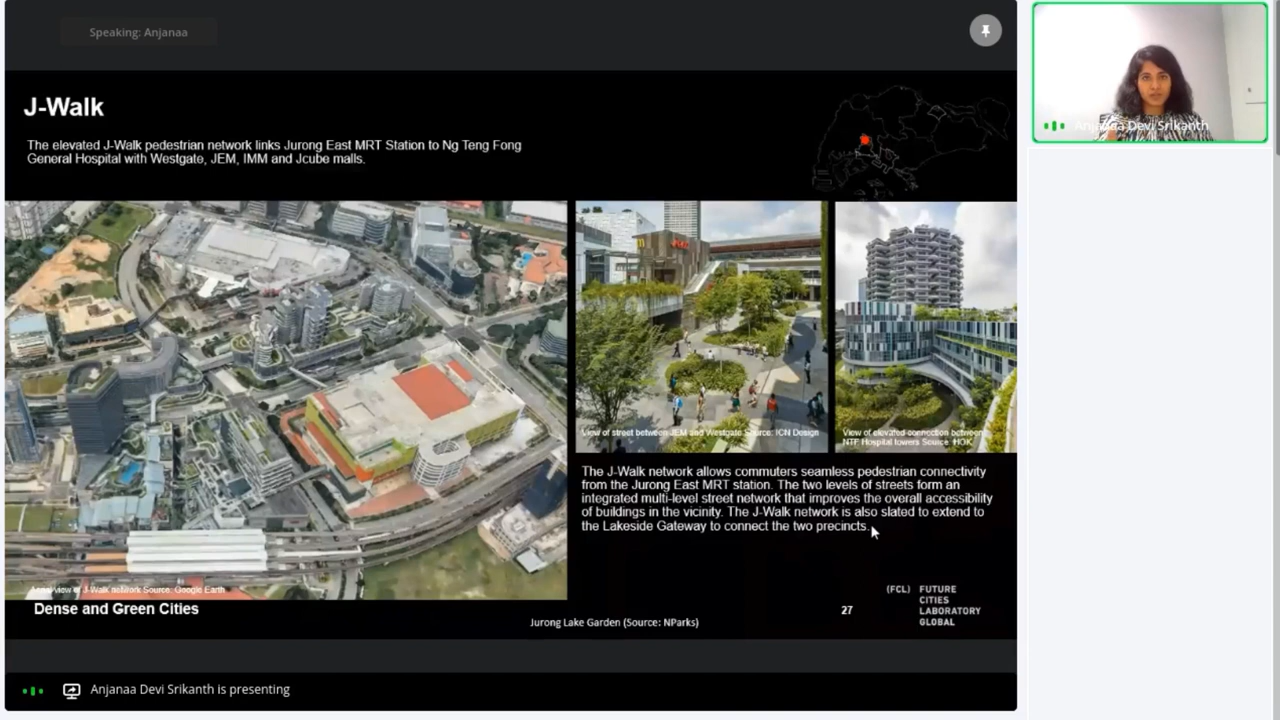 Speaking: Anjanaa
Anjanaa Devi Srikanth
J-Walk
The elevated J-Walk pedestrian network links Jurong East MRT Station to Ng Teng Fong
General Hospital with Westgate, JEM, IMM and Jcube malls.
View of street between JEM and Westgate Source: ICN Design
View of elevated connection between
NTF Hospital towers Source: HOK
The J-Walk network allows commuters seamless pedestrian connectivity
from the Jurong East MRT station. The two levels of streets form an
integrated multi-level street network that improves the overall accessibility
of buildings in the vicinity. The J-Walk network is also slated to extend to
the Lakeside Gateway to connect the two precincts.
Aerial view of J-Walk network Source: Google Earth
Dense and Green Cities
27
(FCL) FUTURE
CITIES
LABORATORY
GLOBAL
Jurong Lake Garden (Source: NParks)
Anjanaa Devi Srikanth is presenting